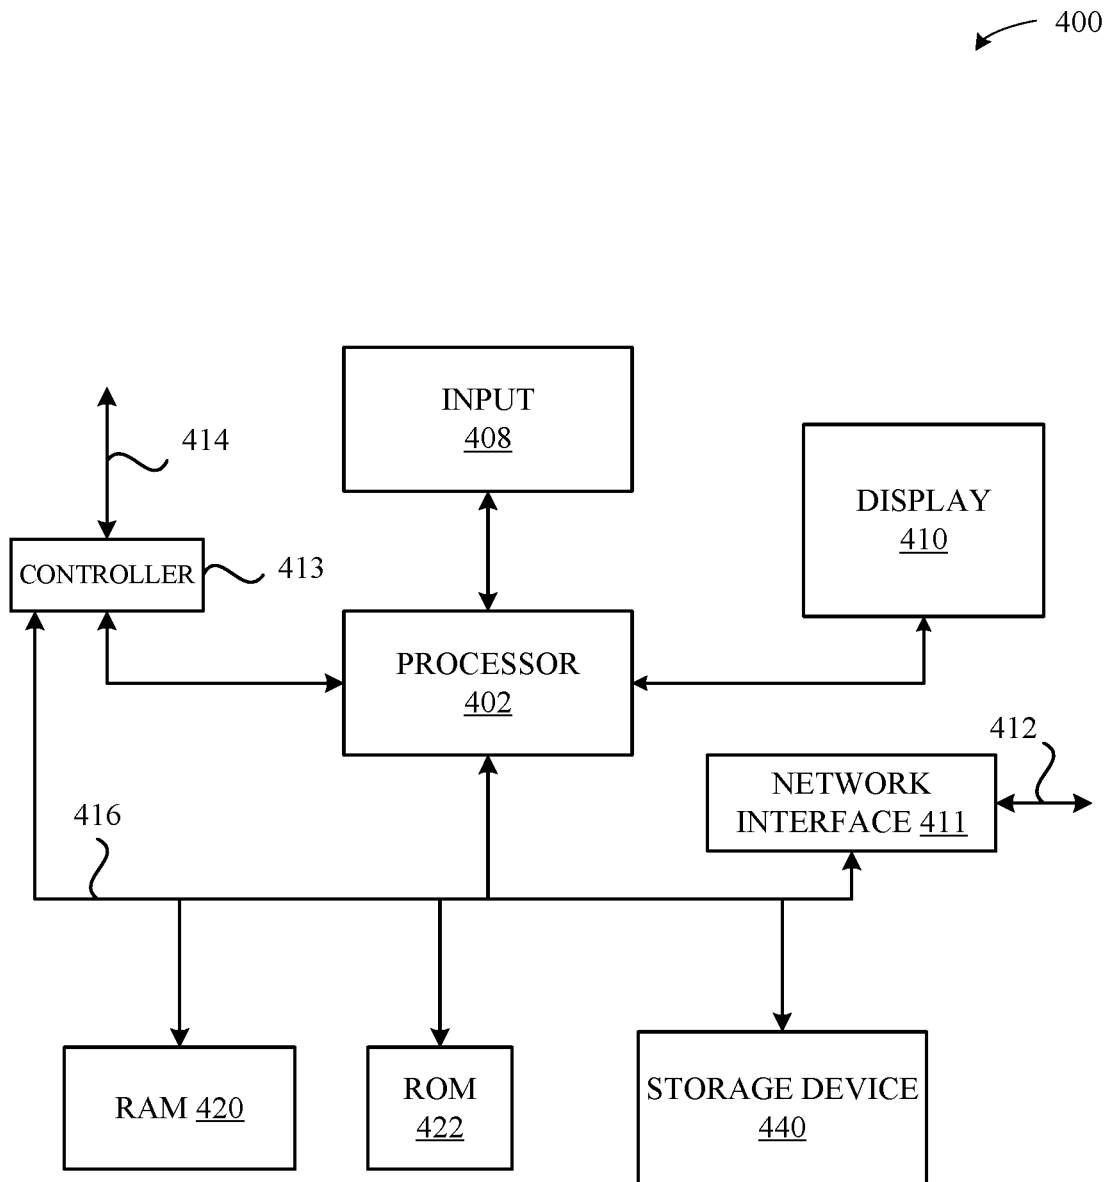 400
INPUT
408
414
DISPLAY
410
CONTROLLER
413
PROCESSOR
402
412
NETWORK
INTERFACE 411
416
RAM 420
ROM
422
STORAGE DEVICE
440